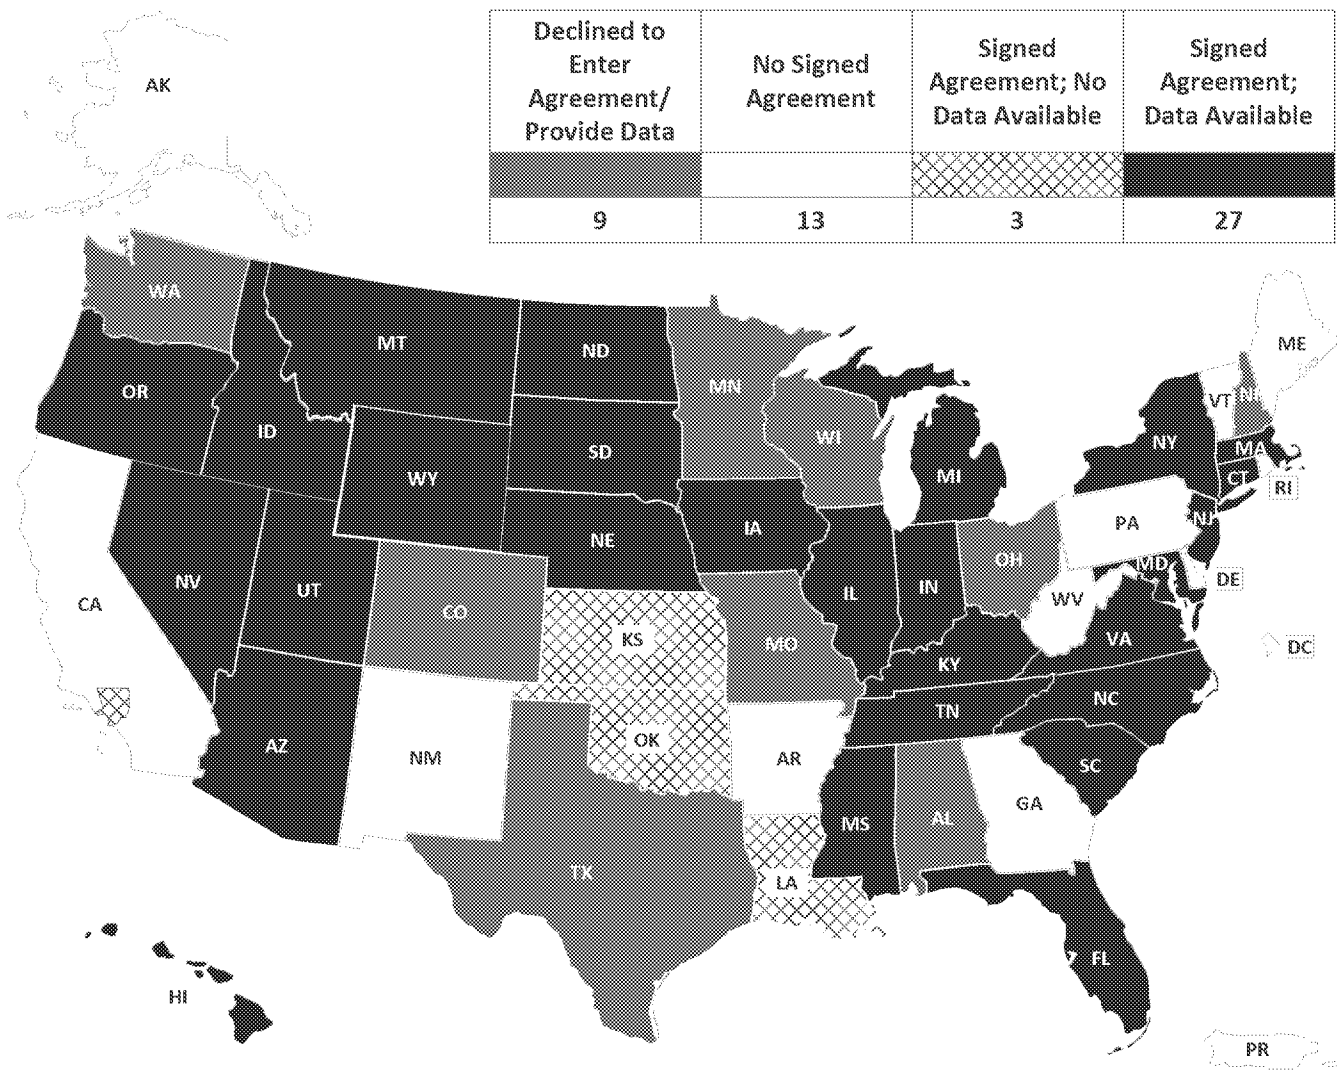 Declined to
Enter
Agreement/
Provide Data
No Signed
Agreement
Signed
Agreement; No
Data Available
Signed
Agreement;
Data Available
9
13
3
27
AK
WA
MT
ND
MN
ME
OR
ID
WY
SD
WI
MI
NY
VT
NH
MA
CT
RI
NV
UT
CO
NE
IA
IL
IN
OH
PA
NJ
MD
DE
DC
CA
KS
MO
KY
WV
VA
AZ
NM
OK
AR
TN
NC
SC
TX
LA
MS
AL
GA
FL
HI
PR